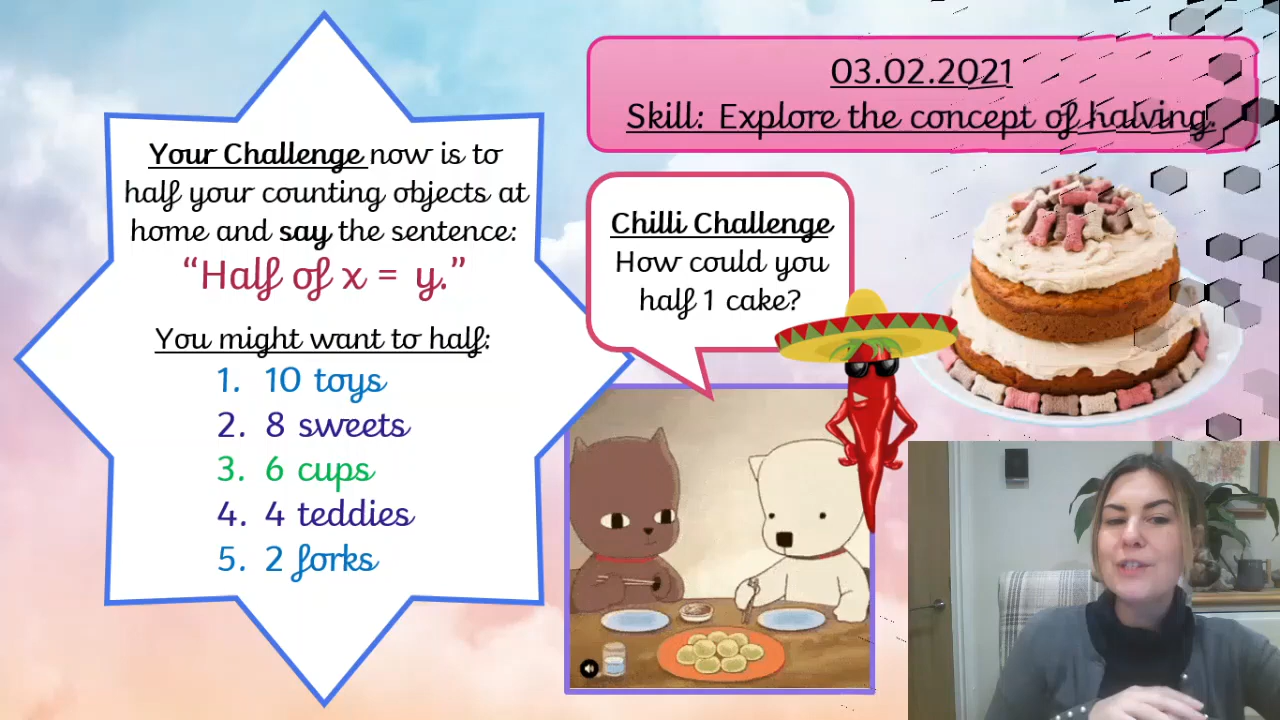 Your Challenge now is to
half your counting objects at
home and say the sentence:
“Half of x = y.”
You might want to half:
1. 10 toys
2. 8 sweets
3. 6 cups
4. 4 teddies
5. 2 forks
03.02.2021
Skill: Explore the concept of halving.
Chilli Challenge
How could you
half 1 cake?